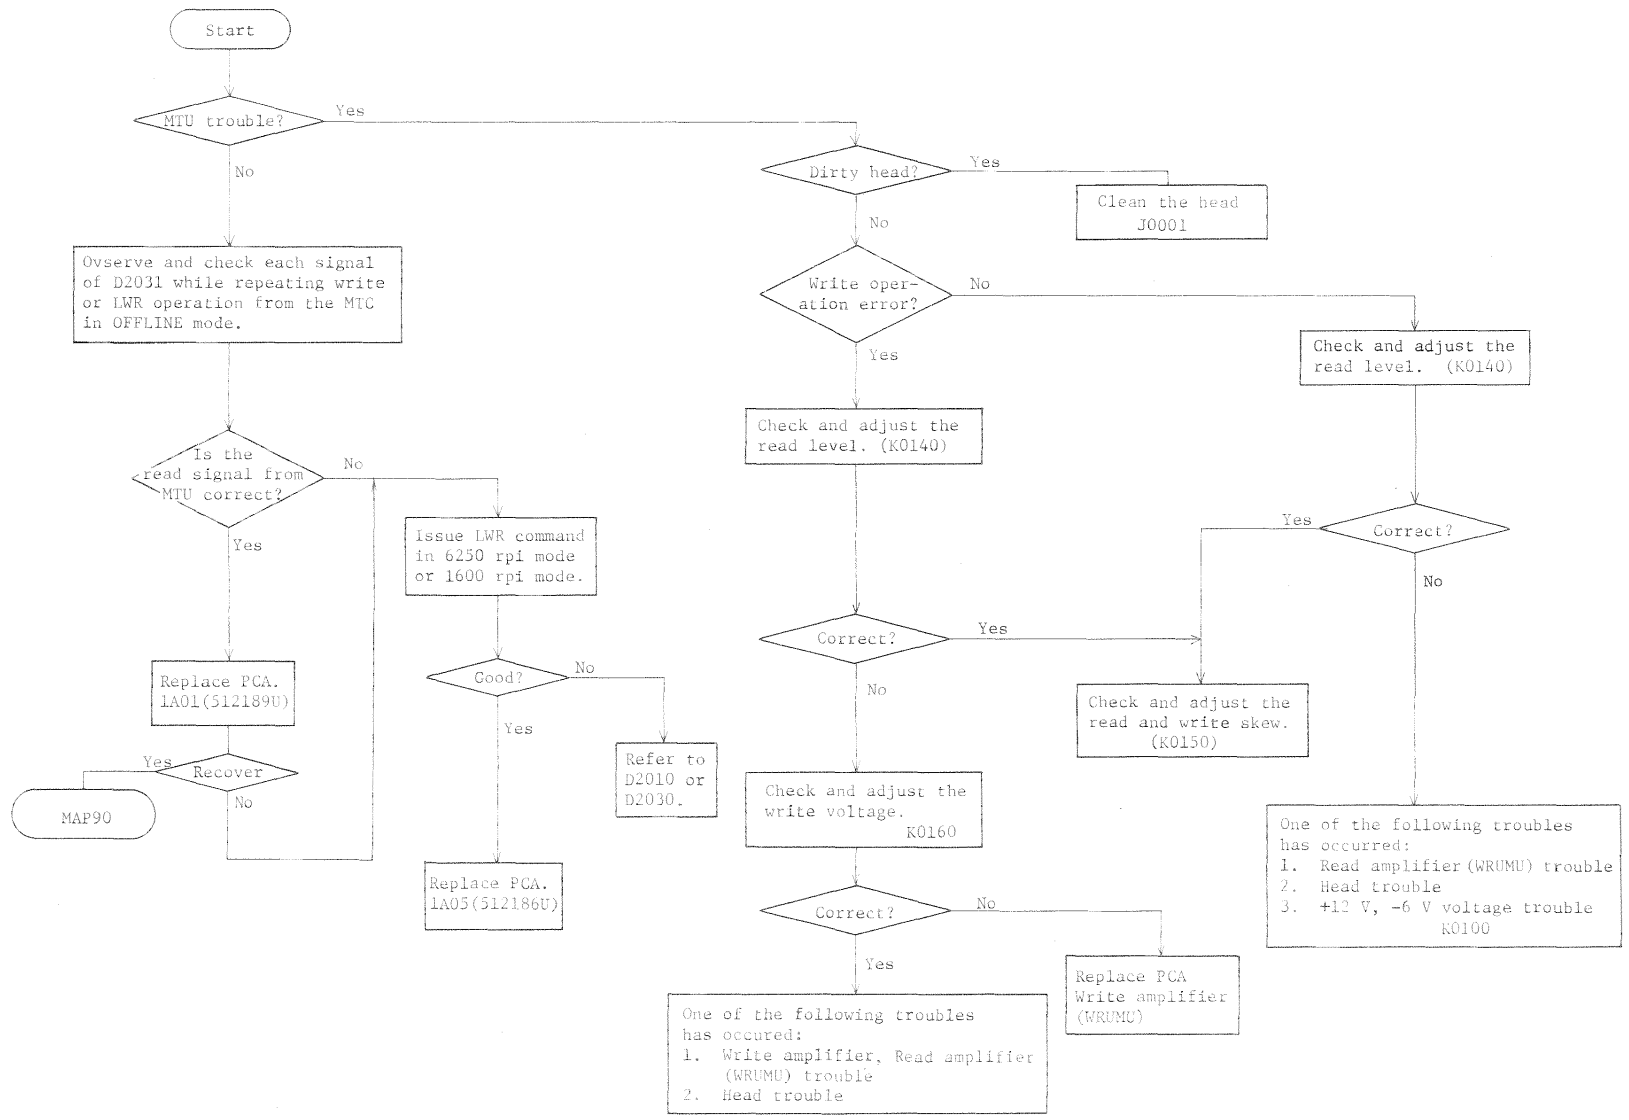 Start
MTU trouble?
Yes
No
Ovserve and check each signal
of D2031 while repeating write
or LWR operation from the MTC
in OFFLINE mode.
Is the
read signal from
MTU correct?
No
Yes
Issue LWR command
in 6250 rpi mode
or 1600 rpi mode.
Replace PCA.
1A01(512189U)
Recover
Yes
No
MAP90
Good?
No
Yes
Refer to
D2010 or
D2030.
Replace PCA.
1A05(512186U)
Dirty head?
Yes
No
Clean the head
J0001
Write oper-
ation error?
No
Yes
Check and adjust the
read level. (K0140)
Correct?
Yes
No
Check and adjust the
write voltage.
K0160
Correct?
No
Yes
Replace PCA
Write amplifier
(WRUMU)
One of the following troubles
has occured:
1. Write amplifier, Read amplifier
(WRUMU) trouble
2. Head trouble
Check and adjust the
read level. (K0140)
Correct?
Yes
No
Check and adjust the
read and write skew.
(K0150)
One of the following troubles
has occurred:
1. Read amplifier(WRUMU) trouble
2. Head trouble
3. +12 V, -6 V voltage trouble
K0100